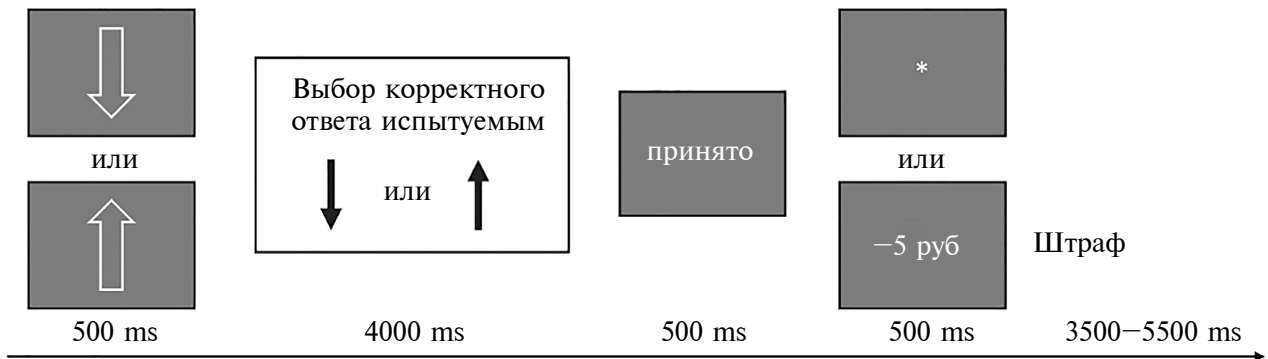 или
Выбор корректного
ответа испытуемым
или
принято
*
или
−5 руб
Штраф
500 ms
4000 ms
500 ms
500 ms
3500−5500 ms